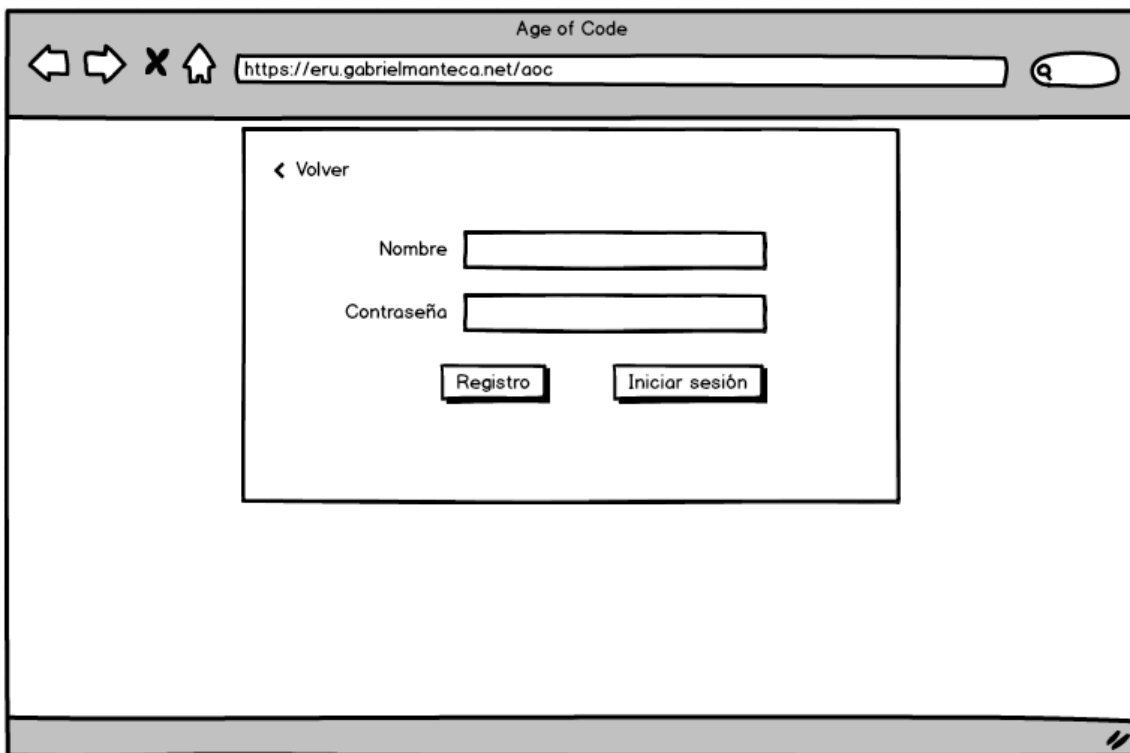 Age of Code
https://eru.gabrielmanteca.net/aoc
Volver
Nombre
Contraseña
Registro
Iniciar sesión